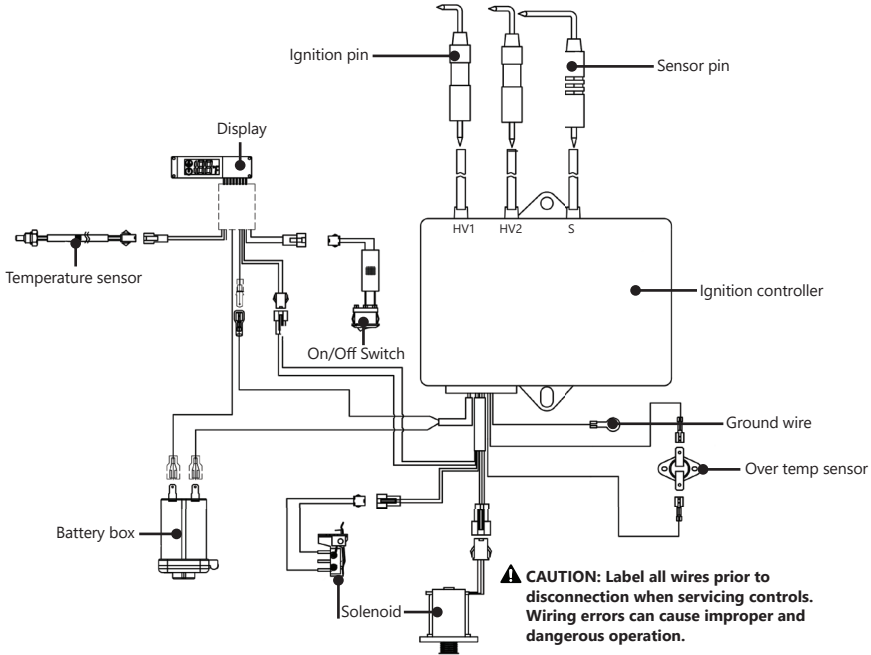 Ignition pin
Sensor pin
Display
HV1 HV2 S
Temperature sensor
Ignition controller
On/Off Switch
Ground wire
Over temp sensor
Battery box
CAUTION: Label all wires prior to
disconnection when servicing controls.
Wiring errors can cause improper and
dangerous operation.
Solenoid